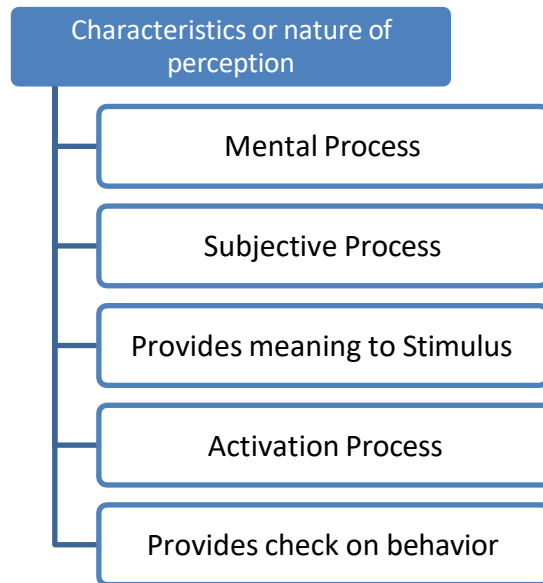 Characteristics or nature of
perception
Mental Process
Subjective Process
Provides meaning to Stimulus
Activation Process
Provides check on behavior